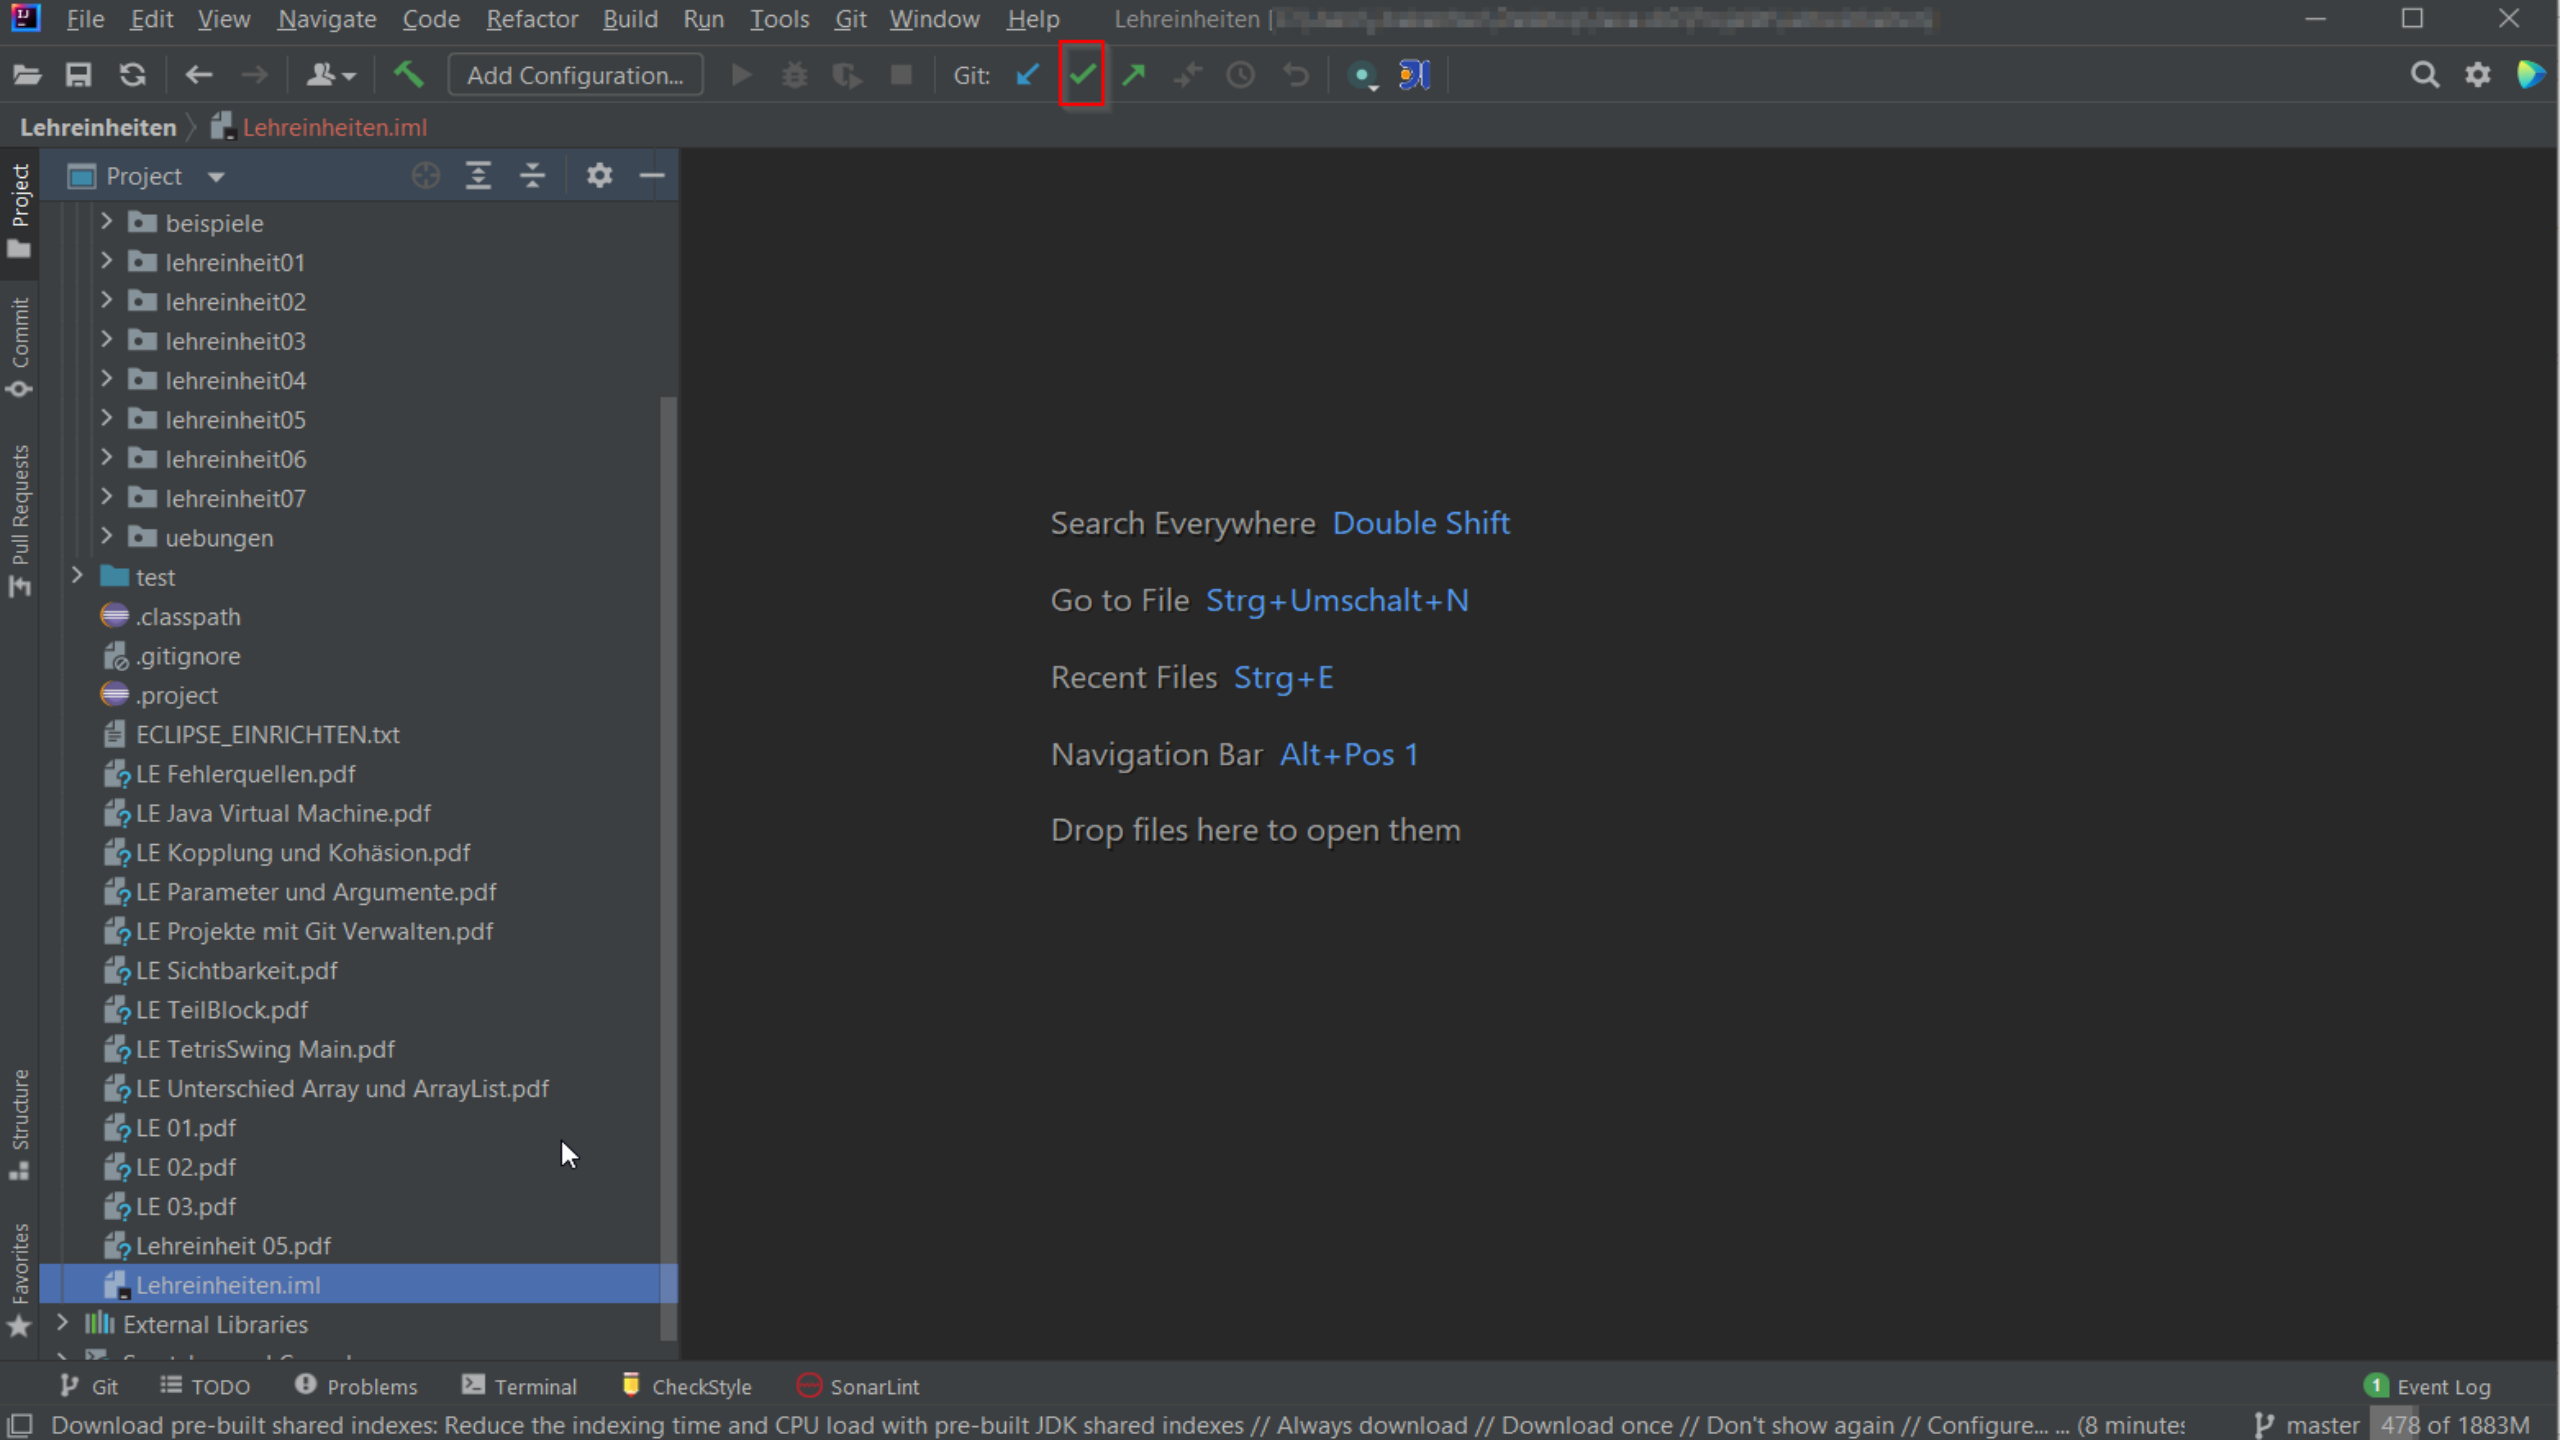 File Edit View Navigate Code Refactor Build Run Tools Git Window Help Lehreinheiten [
Add Configuration... Git:
Lehreinheiten Lehreinheiten.iml
Project
Commit
Pull Requests
Structure
Favorites
Project
beispiele
lehreinheit01
lehreinheit02
lehreinheit03
lehreinheit04
lehreinheit05
lehreinheit06
lehreinheit07
uebungen
test
.classpath
.gitignore
.project
ECLIPSE_EINRICHTEN.txt
LE Fehlerquellen.pdf
LE Java Virtual Machine.pdf
LE Kopplung und Kohäsion.pdf
LE Parameter und Argumente.pdf
LE Projekte mit Git Verwalten.pdf
LE Sichtbarkeit.pdf
LE TeilBlock.pdf
LE TetrisSwing Main.pdf
LE Unterschied Array und ArrayList.pdf
LE 01.pdf
LE 02.pdf
LE 03.pdf
Lehreinheit 05.pdf
Lehreinheiten.iml
External Libraries
Search Everywhere Double Shift
Go to File Strg+Umschalt+N
Recent Files Strg+E
Navigation Bar Alt+Pos 1
Drop files here to open them
Git TODO Problems Terminal CheckStyle SonarLint 1 Event Log
Download pre-built shared indexes: Reduce the indexing time and CPU load with pre-built JDK shared indexes // Always download // Download once // Don't show again // Configure... ... (8 minutes master 478 of 1883M